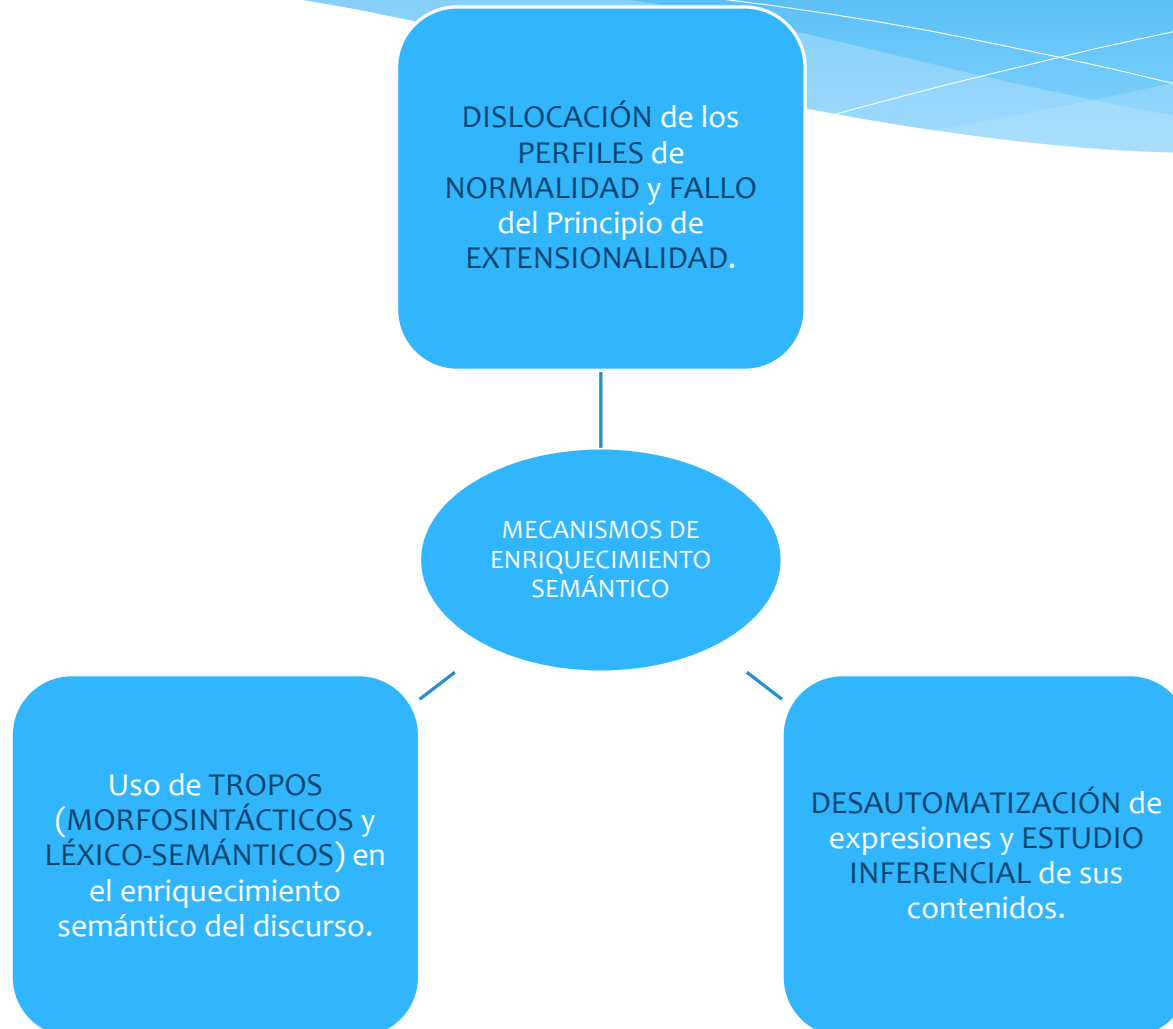 DISLOCACIÓN de los
PERFILES de
NORMALIDAD y FALLO
del Principio de
EXTENSIONALIDAD.
MECANISMOS DE
ENRIQUECIMIENTO
SEMÁNTICO
Uso de TROPOS
(MORFOSINTÁCTICOS y
LÉXICO-SEMÁNTICOS) en
el enriquecimiento
semántico del discurso.
DESAUTOMATIZACIÓN de
expresiones y ESTUDIO
INFERENCIAL de sus
contenidos.